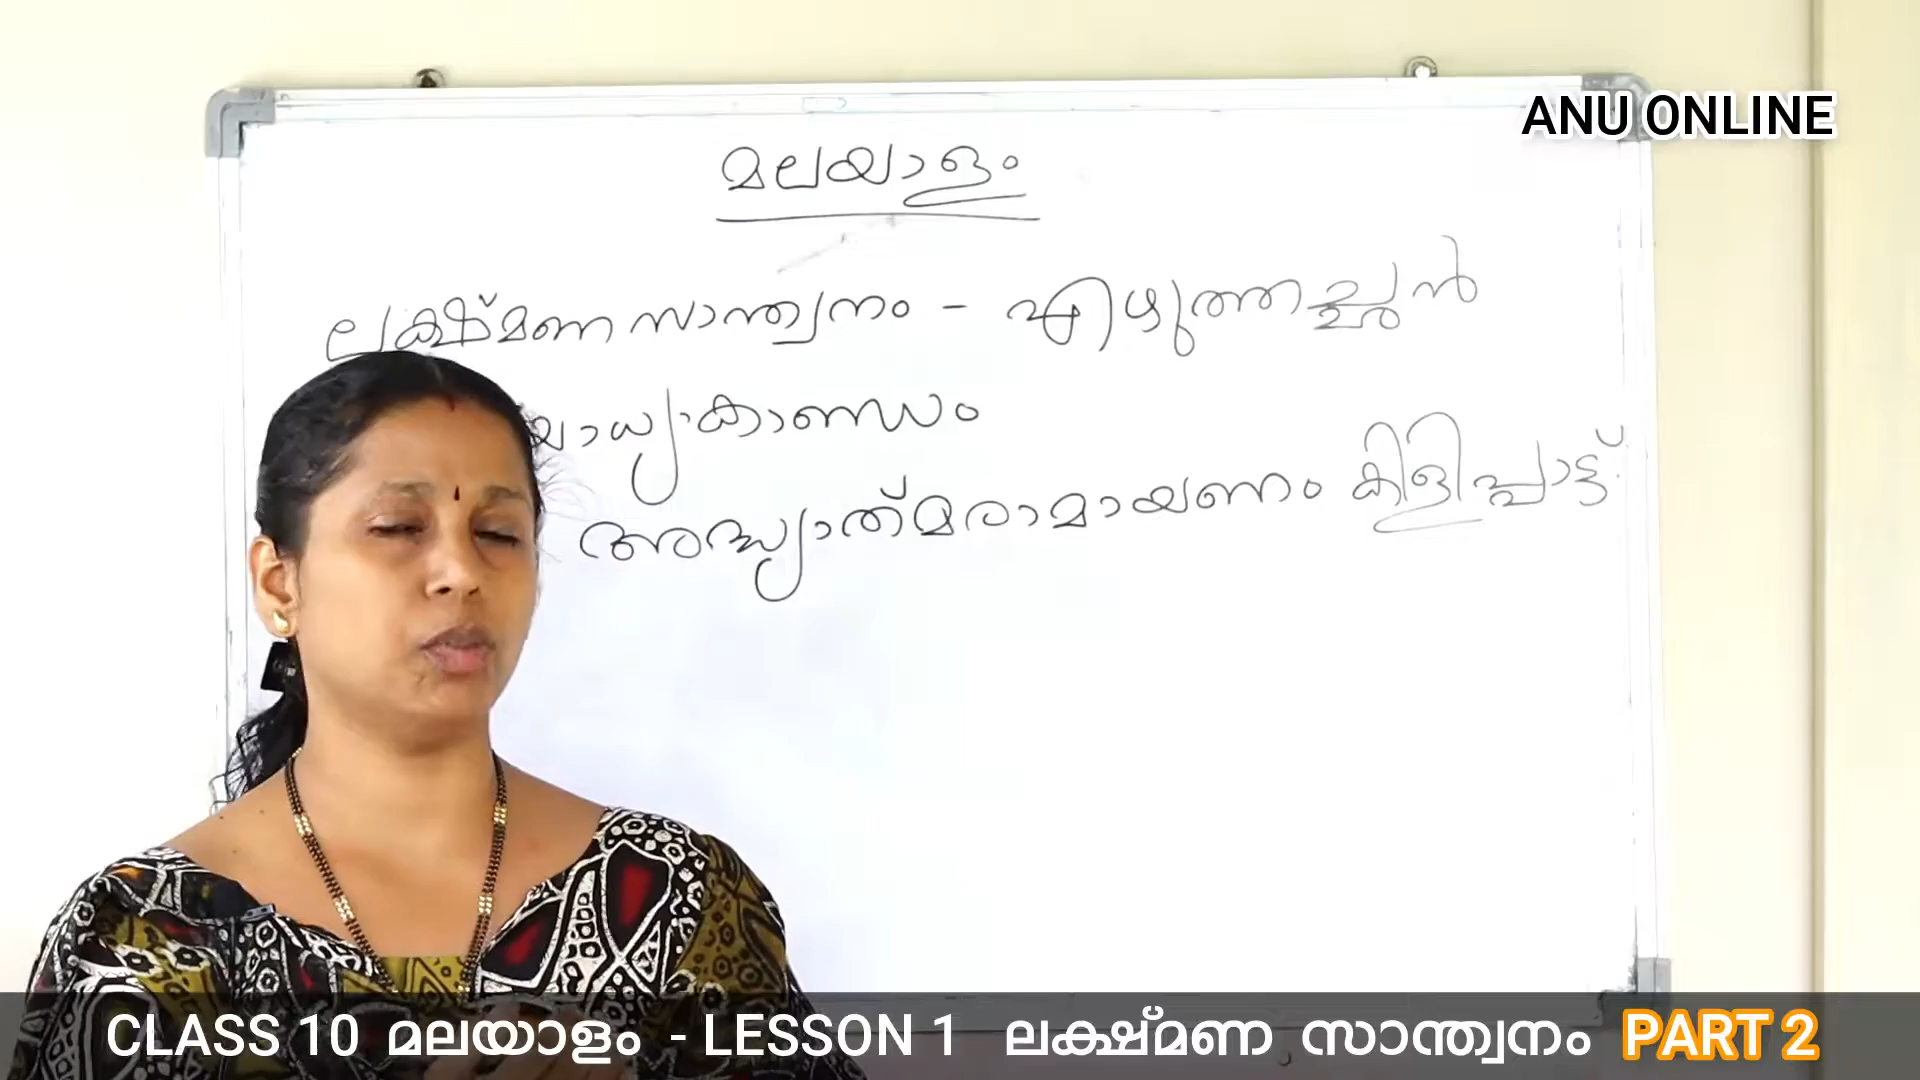 ANU ONLINE
മലയാളം
ലക്ഷ്മണ സാന്ത്വനം - എഴുത്തച്ഛൻ
അദ്ധ്യാത്മരാമായണം കിളിപ്പാട്ട്
CLASS 10 മലയാളം - LESSON 1 ലക്ഷ്മണ സാന്ത്വനം PART 2